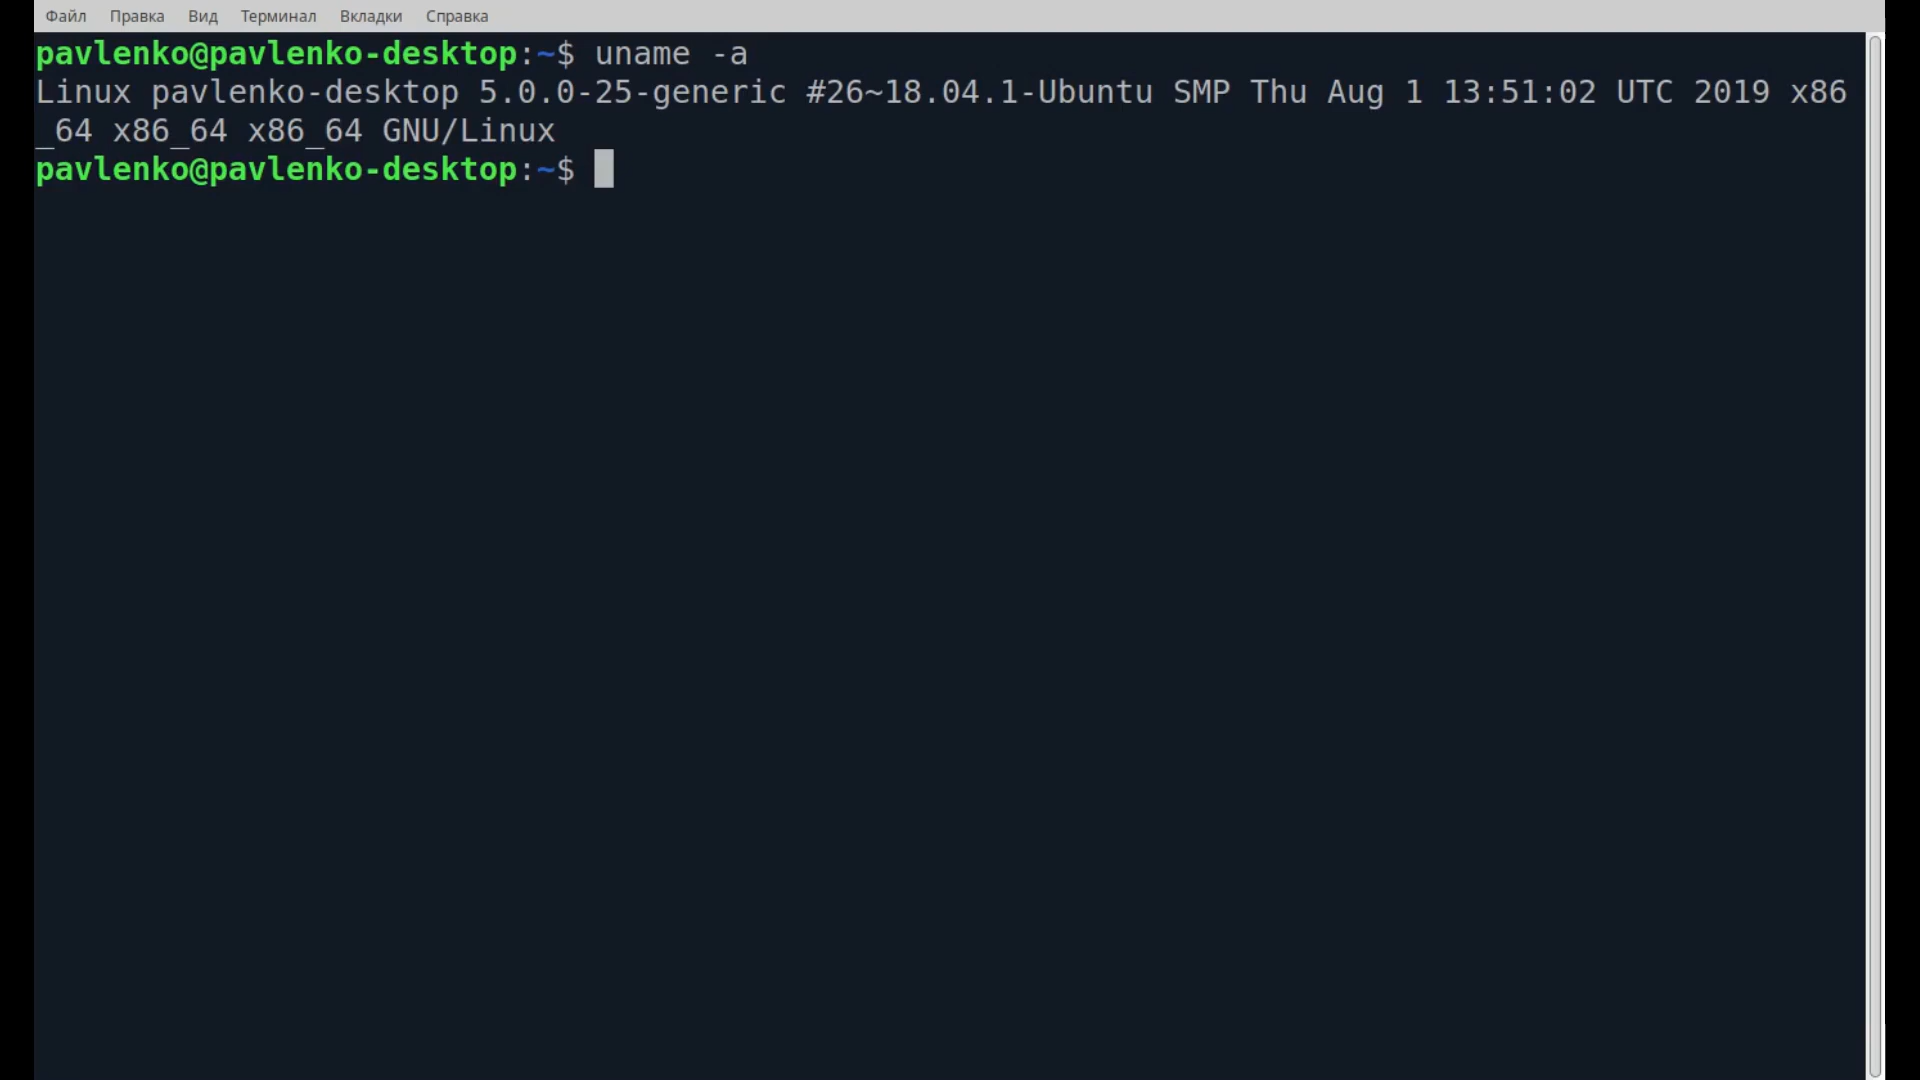 Файл Правка Вид Терминал Вкладки Справка
pavlenko@pavlenko-desktop:~$ uname -a
Linux pavlenko-desktop 5.0.0-25-generic #26~18.04.1-Ubuntu SMP Thu Aug 1 13:51:02 UTC 2019 x86
_64 x86_64 x86_64 GNU/Linux
pavlenko@pavlenko-desktop:~$